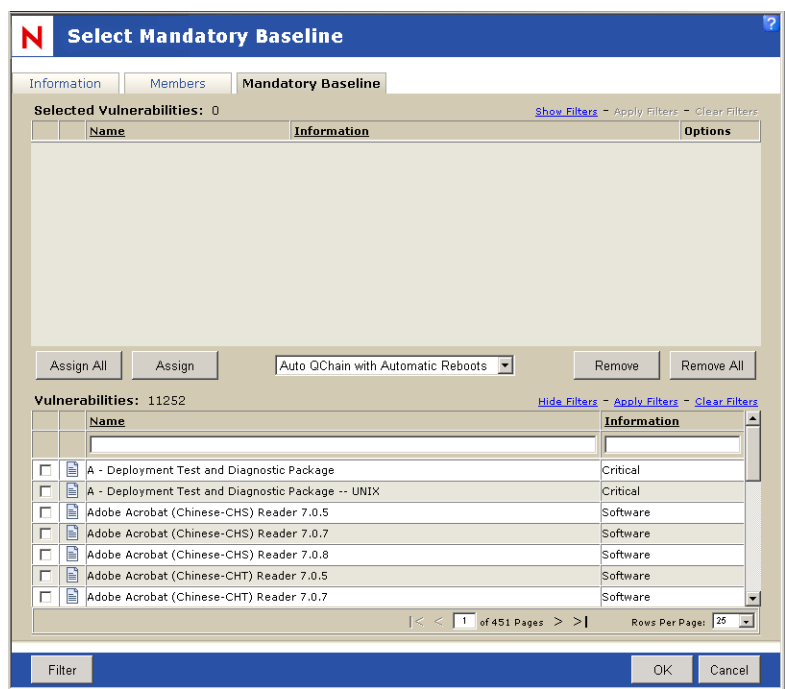 N Select Mandatory Baseline ?
Information Members Mandatory Baseline
Selected Vulnerabilities: 0 Show Filters - Apply Filters - Clear Filters
Name Information Options
Assign All Assign Auto QChain with Automatic Reboots Remove Remove All
Vulnerabilities: 11252 Hide Filters - Apply Filters - Clear Filters
Name Information
A - Deployment Test and Diagnostic Package Critical
A - Deployment Test and Diagnostic Package -- UNIX Critical
Adobe Acrobat (Chinese-CHS) Reader 7.0.5 Software
Adobe Acrobat (Chinese-CHS) Reader 7.0.7 Software
Adobe Acrobat (Chinese-CHS) Reader 7.0.8 Software
Adobe Acrobat (Chinese-CHT) Reader 7.0.5 Software
Adobe Acrobat (Chinese-CHT) Reader 7.0.7 Software
|< < 1 of 451 Pages > >| Rows Per Page: 25
Filter OK Cancel